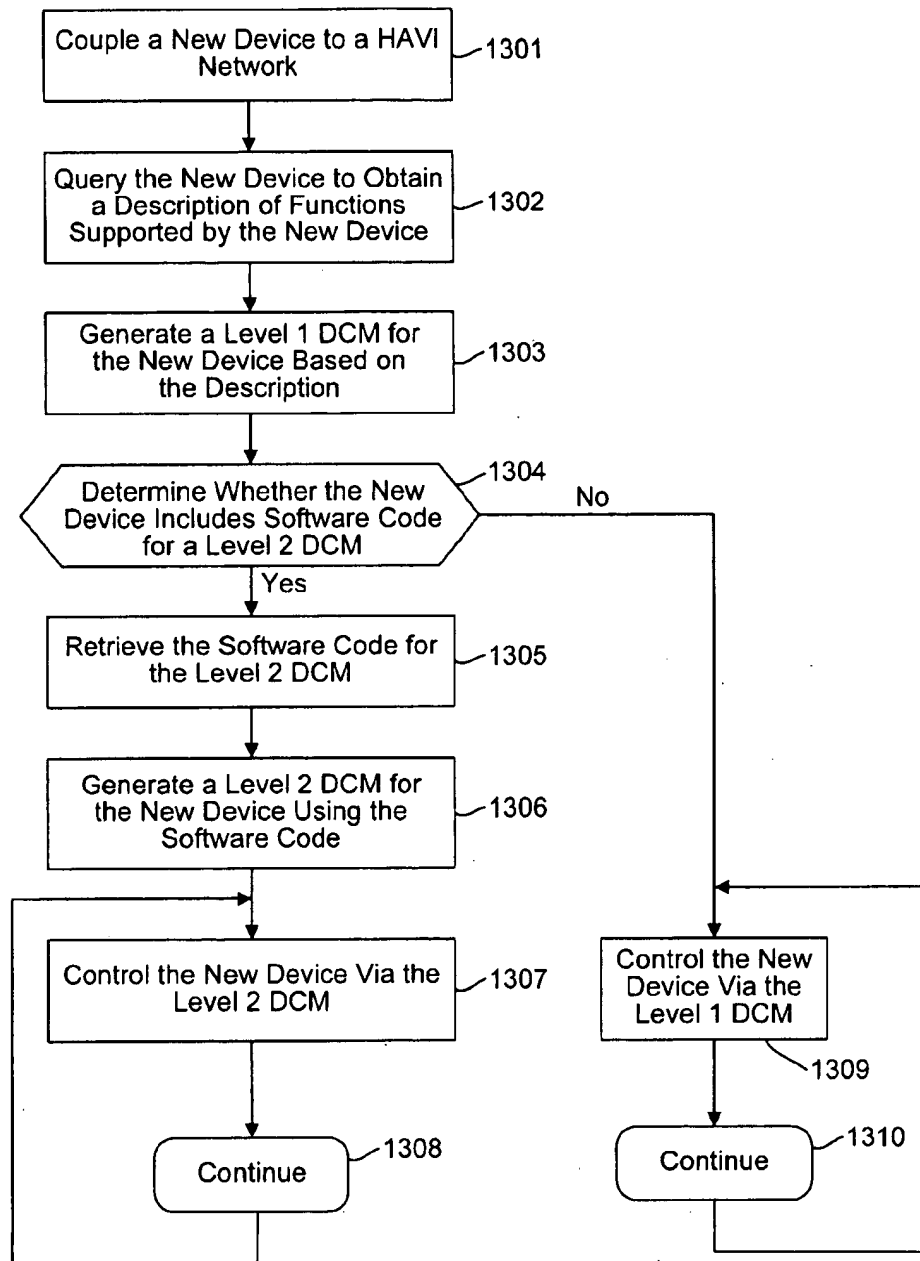 Couple a New Device to a HAVI
Network
1301
Query the New Device to Obtain
a Description of Functions
Supported by the New Device
1302
Generate a Level 1 DCM for
the New Device Based on
the Description
1303
1304
Determine Whether the New
Device Includes Software Code
for a Level 2 DCM
No
Yes
Retrieve the Software Code for
the Level 2 DCM
1305
Generate a Level 2 DCM for
the New Device Using the
Software Code
1306
Control the New Device Via the
Level 2 DCM
1307
Control the New
Device Via the
Level 1 DCM
1309
Continue
1308
Continue
1310